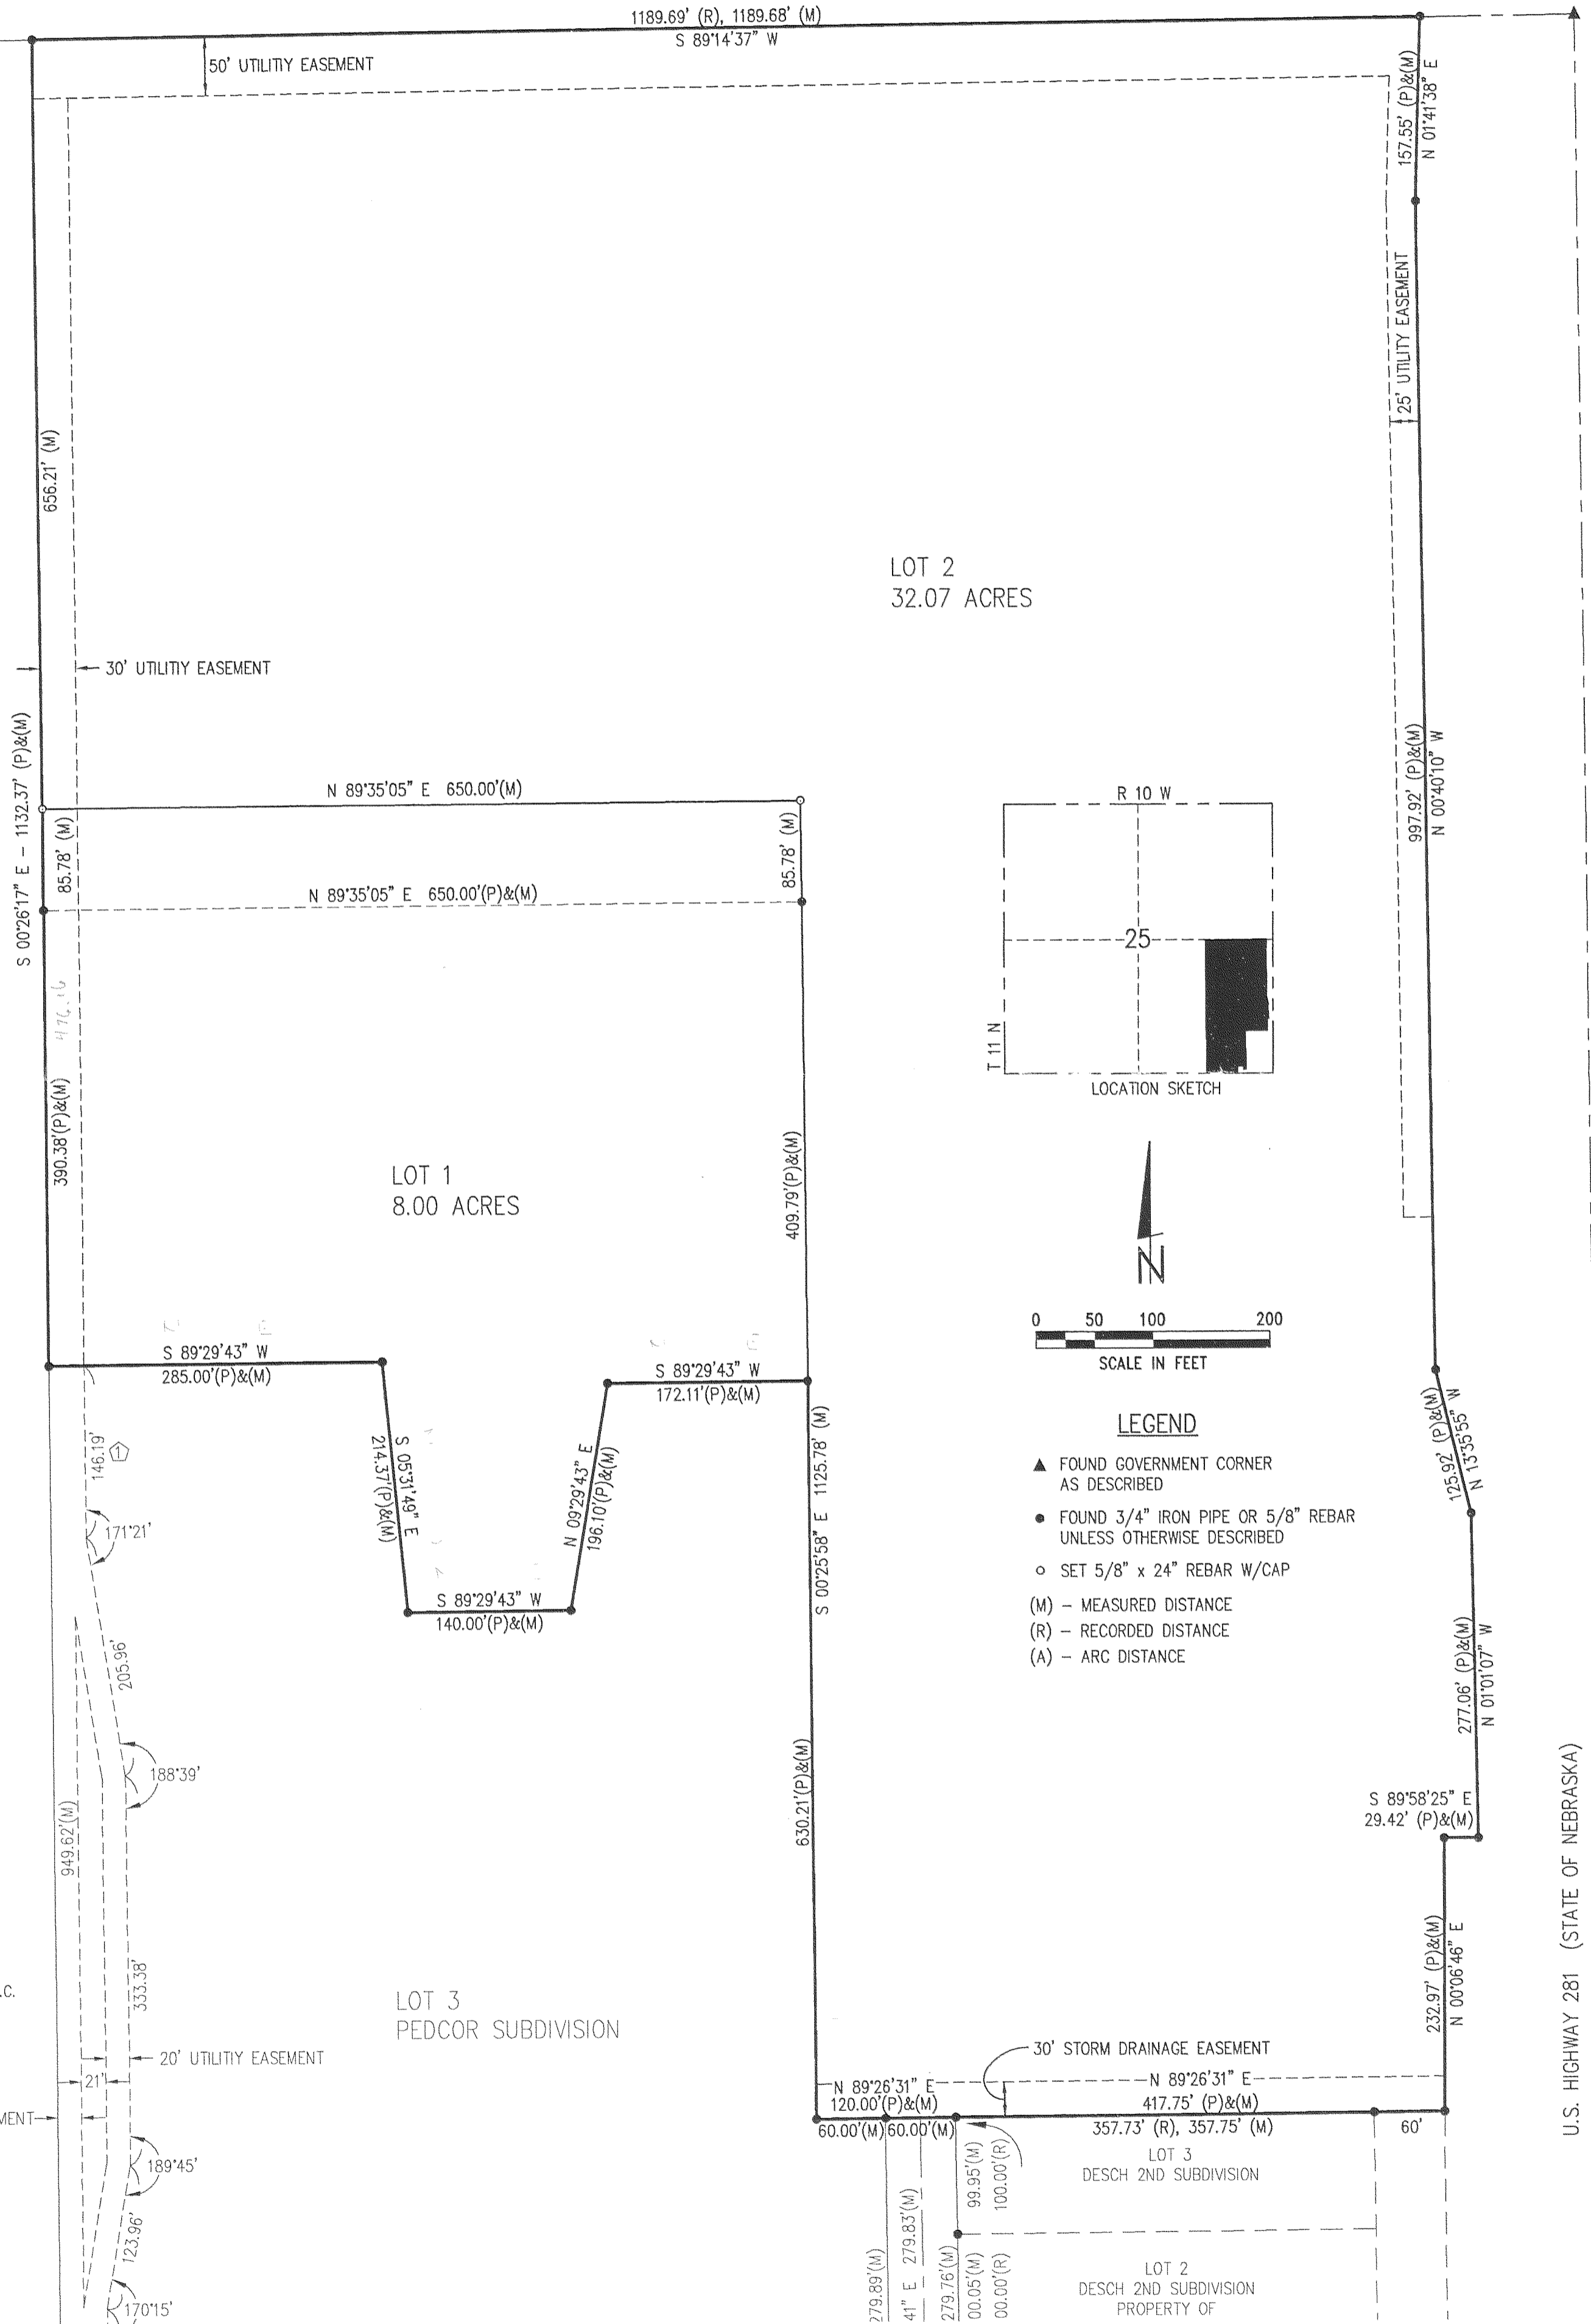 1189.69' (R), 1189.68' (M)
S 89°14'37" W
50' UTILITIY EASEMENT
157.55' (P)&(M)
N 01°41'38" E
25' UTILITY EASEMENT
656.21' (M)
LOT 2
32.07 ACRES
30' UTILITIY EASEMENT
S 00°26'17" E - 1132.37' (P)&(M)
997.92' (P)&(M)
N 00°40'10" W
N 89°35'05" E 650.00'(M)
85.78' (M)
85.78' (M)
N 89°35'05" E 650.00'(P)&(M)
R 10 W
25
T 11 N
LOCATION SKETCH
476.16
390.38'(P)&(M)
409.79'(P)&(M)
LOT 1
8.00 ACRES
N
0 50 100 200
SCALE IN FEET
N E
S 89°29'43" W
285.00'(P)&(M)
E
S 89°29'43" W
172.11'(P)&(M)
LEGEND
▲ FOUND GOVERNMENT CORNER
AS DESCRIBED
● FOUND 3/4" IRON PIPE OR 5/8" REBAR
UNLESS OTHERWISE DESCRIBED
○ SET 5/8" x 24" REBAR W/CAP
(M) - MEASURED DISTANCE
(R) - RECORDED DISTANCE
(A) - ARC DISTANCE
125.92' (P)&(M)
N 13°35'55" W
146.19'
1
S 05°31'49" E
214.37'(P)&(M)
N 09°29'43" E
196.10'(P)&(M)
S 00°25'58" E 1125.78' (M)
171°21'
S 89°29'43" W
140.00'(P)&(M)
205.96'
277.06' (P)&(M)
N 01°01'07" W
188°39'
949.62'(M)
630.21'(P)&(M)
S 89°58'25" E
29.42' (P)&(M)
U.S. HIGHWAY 281 (STATE OF NEBRASKA)
.C.
333.38'
LOT 3
PEDCOR SUBDIVISION
232.97' (P)&(M)
N 00°06'46" E
20' UTILITIY EASEMENT
21'
30' STORM DRAINAGE EASEMENT
N 89°26'31" E
N 89°26'31" E
120.00'(P)&(M)
417.75' (P)&(M)
MENT
60.00'(M)
60.00'(M)
357.73' (R), 357.75' (M)
60'
189°45'
99.95'(M)
100.00'(R)
LOT 3
DESCH 2ND SUBDIVISION
123.96'
279.89'(M)
41" E 279.83'(M)
279.76'(M)
00.05'(M)
00.00'(R)
LOT 2
DESCH 2ND SUBDIVISION
PROPERTY OF
170°15'